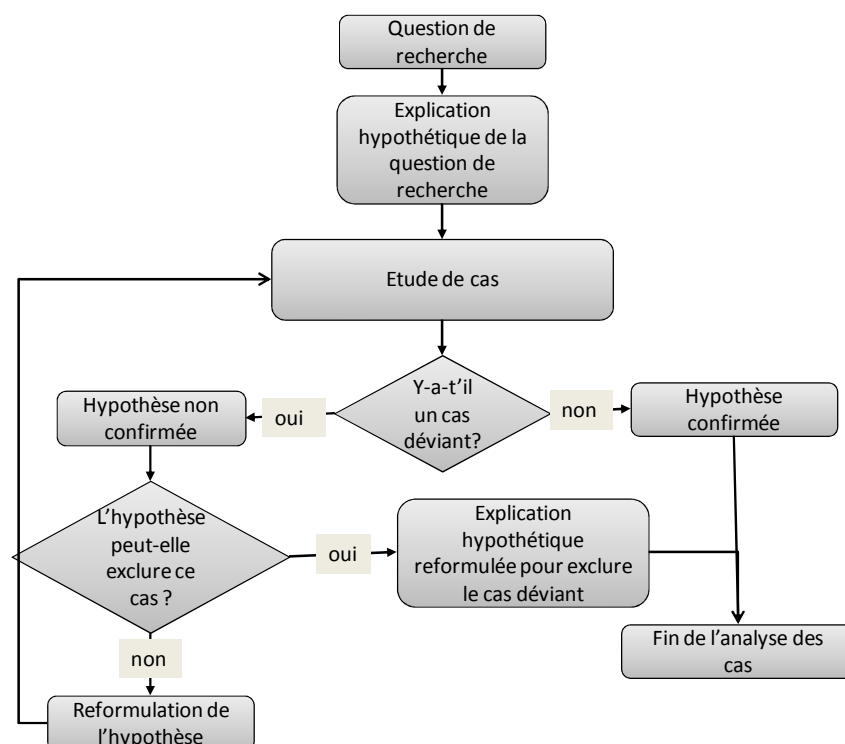 Question de
recherche
Explication
hypothétique de la
question de
recherche
Etude de cas
Y-a-t'il
un cas
déviant?
oui
non
Hypothèse non
confirmée
Hypothèse
confirmée
L'hypothèse
peut-elle
exclure ce
cas ?
oui
Explication
hypothétique
reformulée pour exclure
le cas déviant
non
Fin de l'analyse des
cas
Reformulation de
l'hypothèse